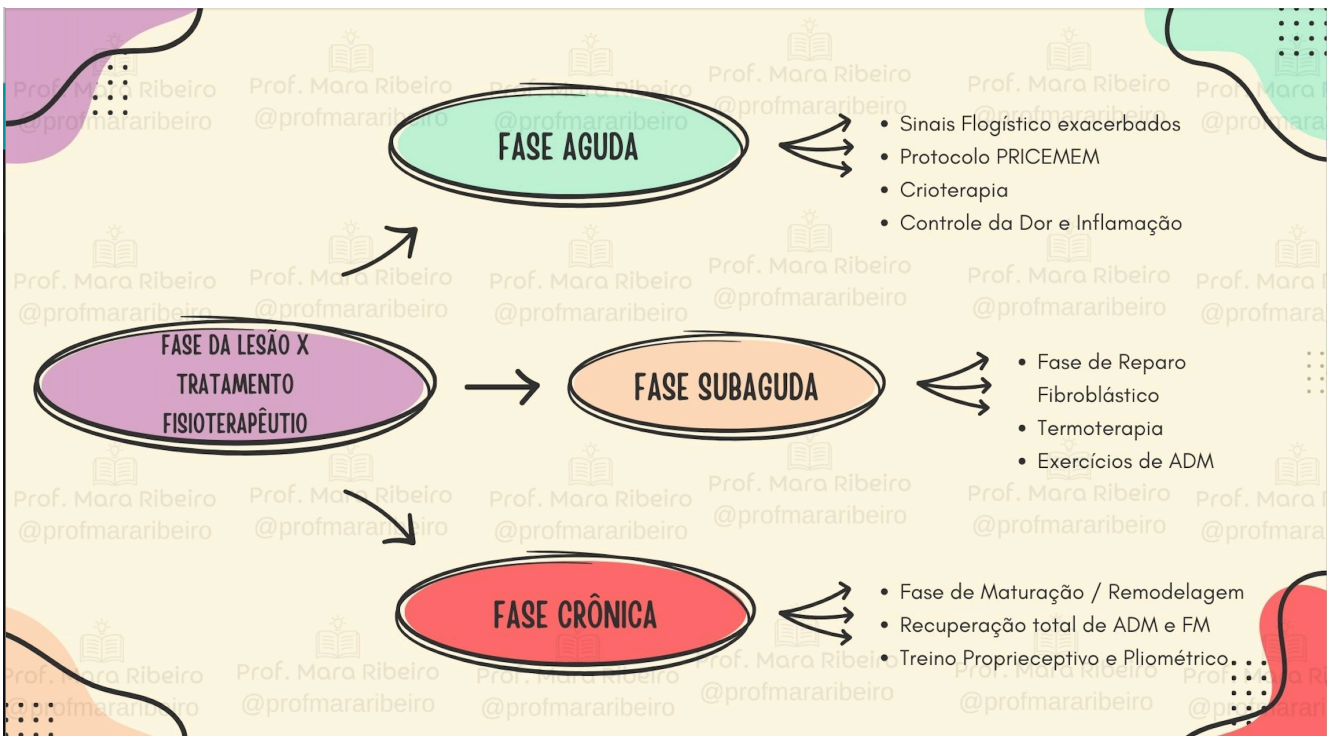 FASE DA LESÃO X
TRATAMENTO
FISIOTERAPÊUTIO
FASE AGUDA
• Sinais Flogístico exacerbados
• Protocolo PRICEMEM
• Crioterapia
• Controle da Dor e Inflamação
FASE SUBAGUDA
• Fase de Reparo
Fibroblástico
• Termoterapia
• Exercícios de ADM
FASE CRÔNICA
• Fase de Maturação / Remodelagem
• Recuperação total de ADM e FM
• Treino Proprieceptivo e Pliométrico
Prof. Mara Ribeiro
@profmararibeiro